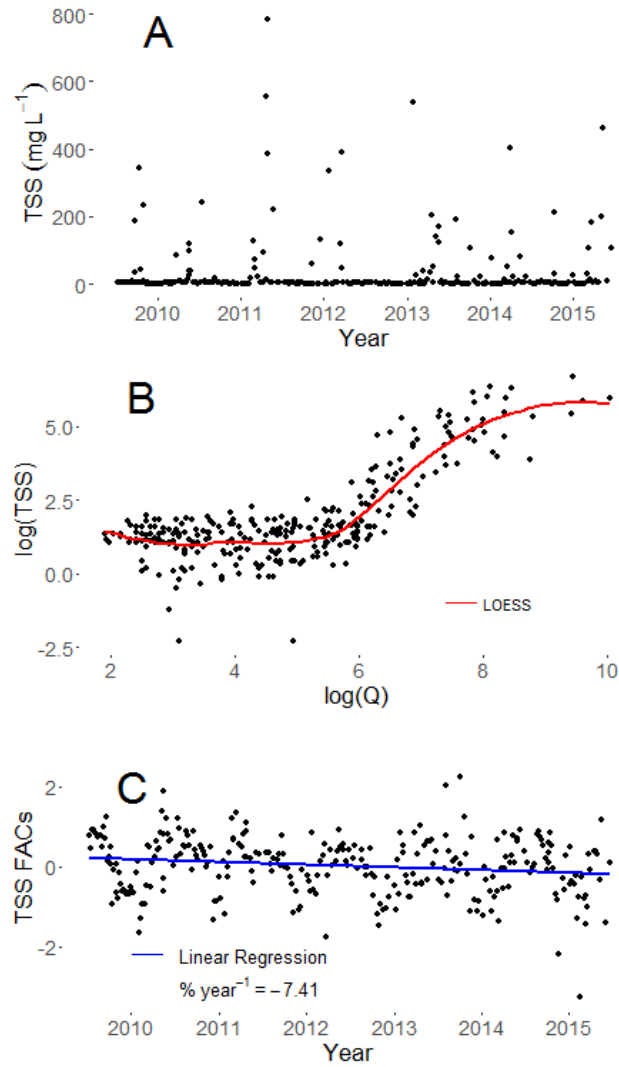 A
800
600
400
200
0
TSS (mg L⁻¹)
2010 2011 2012 2013 2014 2015
Year
B
5.0
2.5
0.0
-2.5
log(TSS)
LOESS
2 4 6 8 10
log(Q)
C
2
0
-2
TSS FACs
Linear Regression
% year⁻¹ = −7.41
2010 2011 2012 2013 2014 2015
Year